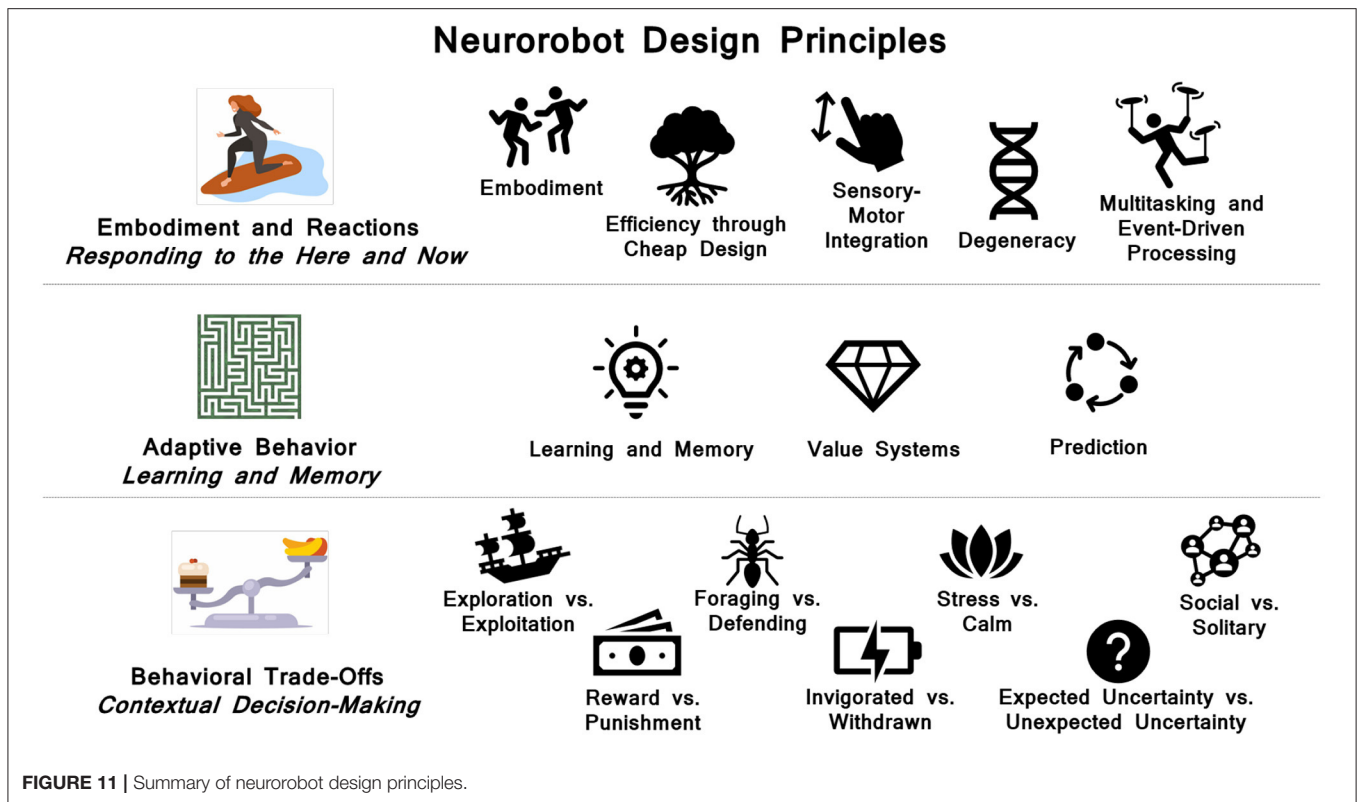 Neurorobot Design Principles
Embodiment and Reactions
Responding to the Here and Now
Embodiment
Efficiency through
Cheap Design
Sensory-
Motor
Integration
Degeneracy
Multitasking and
Event-Driven
Processing
Adaptive Behavior
Learning and Memory
Learning and Memory
Value Systems
Prediction
Behavioral Trade-Offs
Contextual Decision-Making
Exploration vs.
Exploitation
Foraging vs.
Defending
Stress vs.
Calm
Social vs.
Solitary
Reward vs.
Punishment
Invigorated vs.
Withdrawn
?
Expected Uncertainty vs.
Unexpected Uncertainty
FIGURE 11 | Summary of neurorobot design principles.